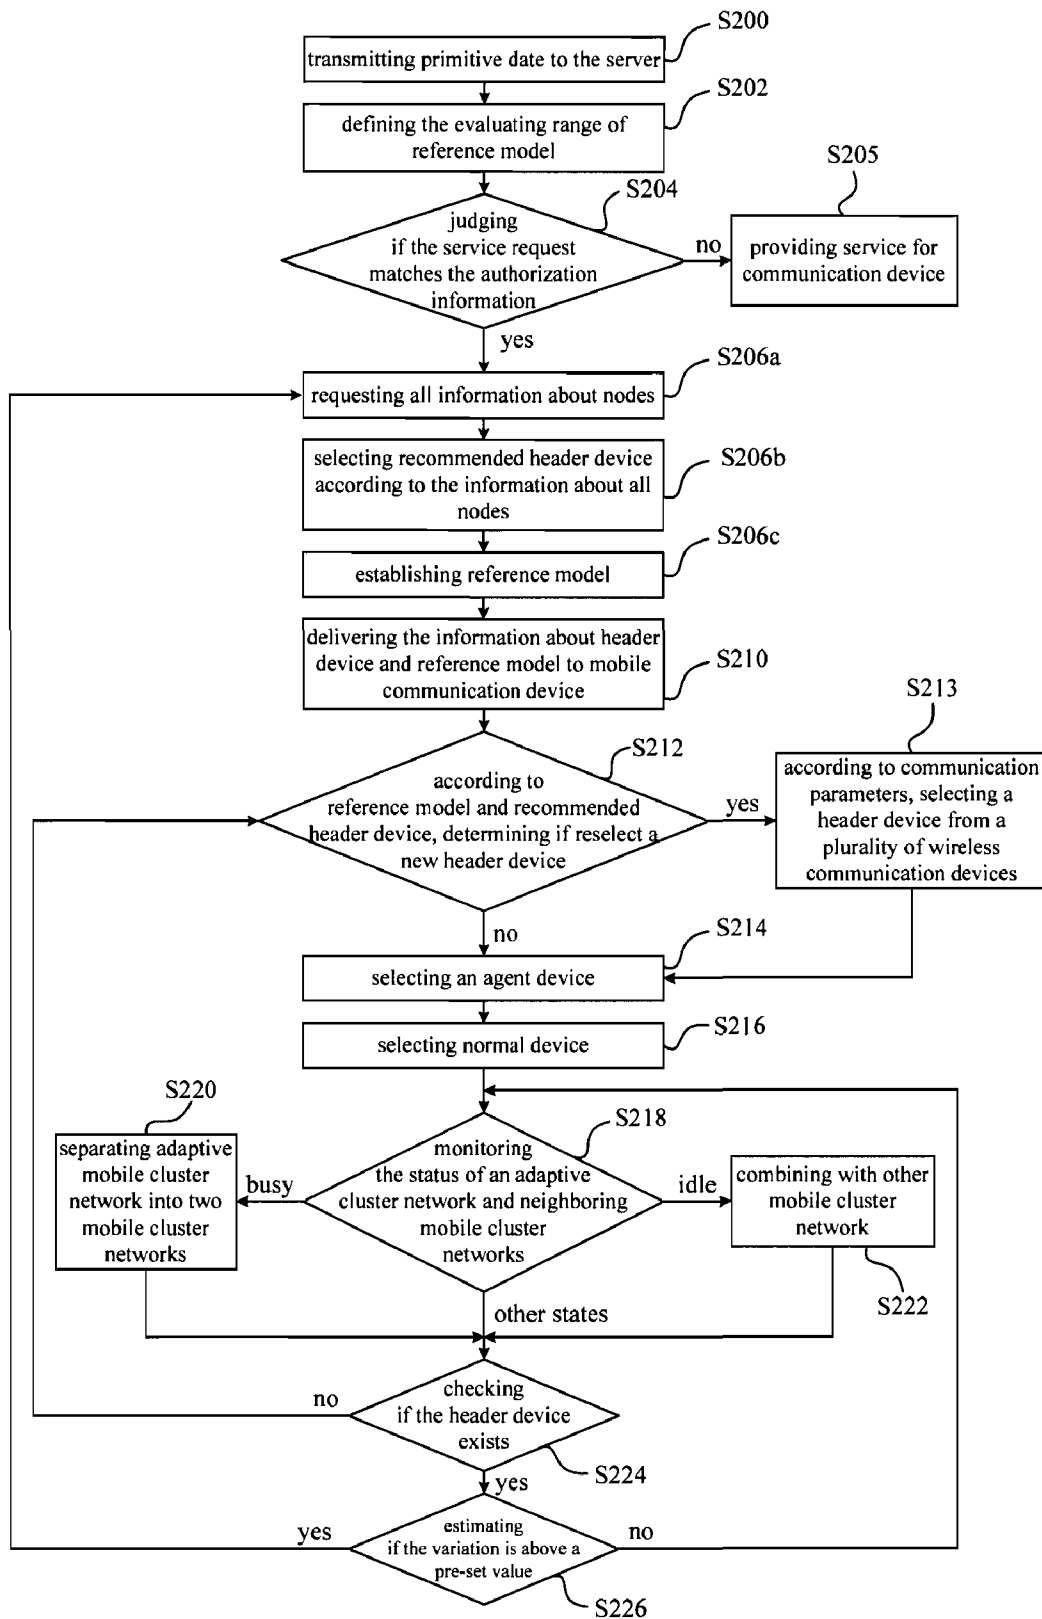 S200
transmitting primitive date to the server
S202
defining the evaluating range of
reference model
S204
judging
if the service request
matches the authorization
information
no
S205
providing service for
communication device
yes
S206a
requesting all information about nodes
S206b
selecting recommended header device
according to the information about all
nodes
S206c
establishing reference model
delivering the information about header
device and reference model to mobile
communication device
S210
S212
according to
reference model and recommended
header device, determining if reselect a
new header device
yes
S213
according to communication
parameters, selecting a
header device from a
plurality of wireless
communication devices
no
S214
selecting an agent device
S216
selecting normal device
S220
separating adaptive
mobile cluster
network into two
mobile cluster
networks
busy
S218
monitoring
the status of an adaptive
cluster network and neighboring
mobile cluster
networks
idle
combining with other
mobile cluster
network
S222
other states
no
checking
if the header device
exists
S224
yes
yes
estimating
if the variation is above a
pre-set value
no
S226